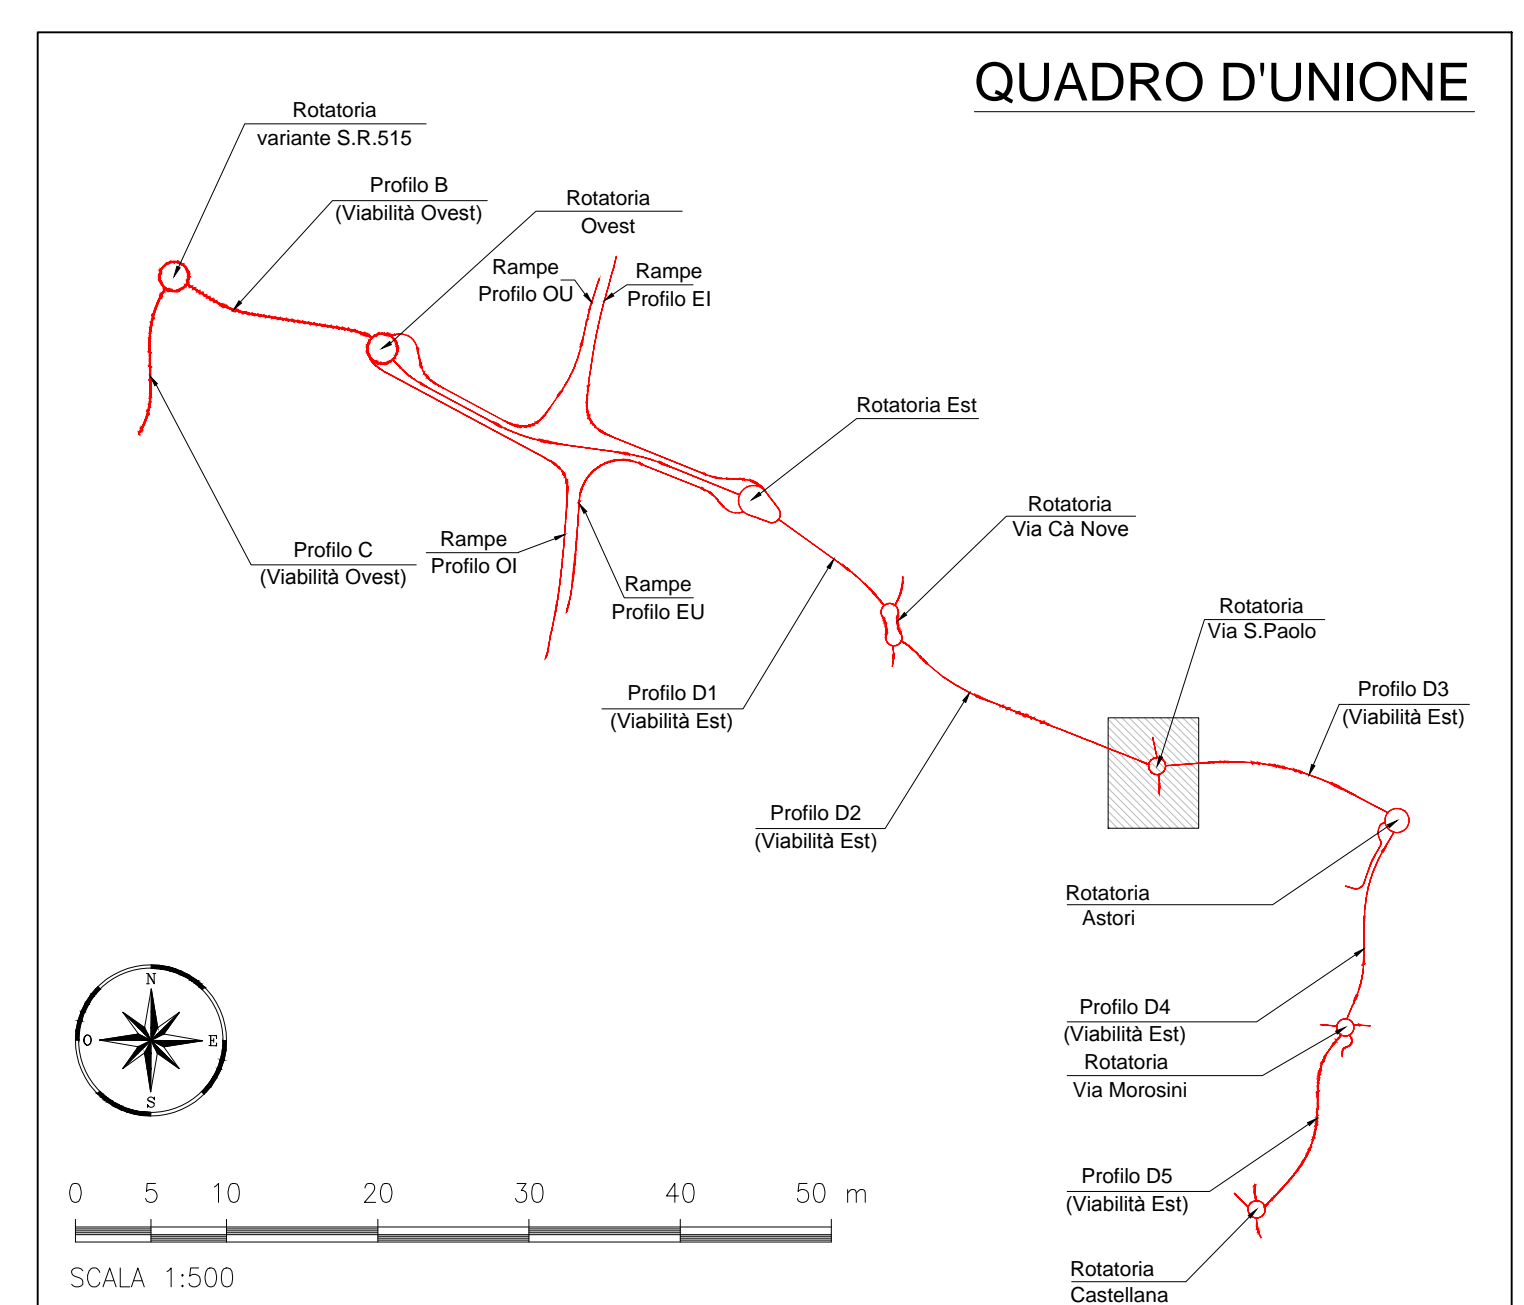 QUADRO D'UNIONE
Rotatoria
variante S.R.515
Profilo B
(Viabilità Ovest)
Rotatoria
Ovest
Rampe
Profilo OU
Rampe
Profilo EI
Rotatoria Est
Rotatoria
Via Cà Nove
Profilo C
(Viabilità Ovest)
Rampe
Profilo OI
Rampe
Profilo EU
Rotatoria
Via S.Paolo
Profilo D1
(Viabilità Est)
Profilo D3
(Viabilità Est)
Profilo D2
(Viabilità Est)
Rotatoria
Astori
Profilo D4
(Viabilità Est)
Rotatoria
Via Morosini
Profilo D5
(Viabilità Est)
Rotatoria
Castellana
N
O
E
S
0 5 10 20 30 40 50 m
SCALA 1:500